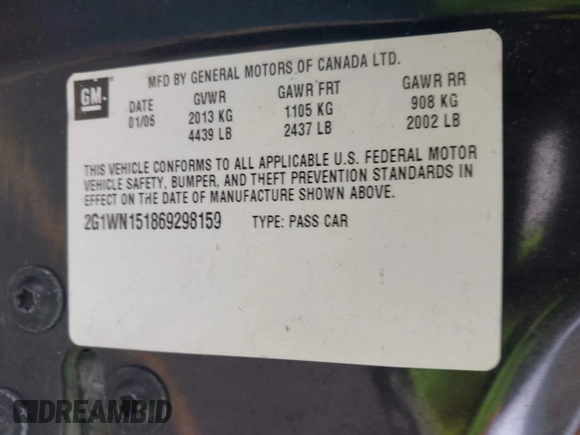 GM
MFD BY GENERAL MOTORS OF CANADA LTD.
DATE GVWR GAWR FRT GAWR RR
01/05 2013 KG 1105 KG 908 KG
4439 LB 2437 LB 2002 LB
THIS VEHICLE CONFORMS TO ALL APPLICABLE U.S. FEDERAL MOTOR
VEHICLE SAFETY, BUMPER, AND THEFT PREVENTION STANDARDS IN
EFFECT ON THE DATE OF MANUFACTURE SHOWN ABOVE.
2G1WN151869298159 TYPE: PASS CAR
DREAMBID